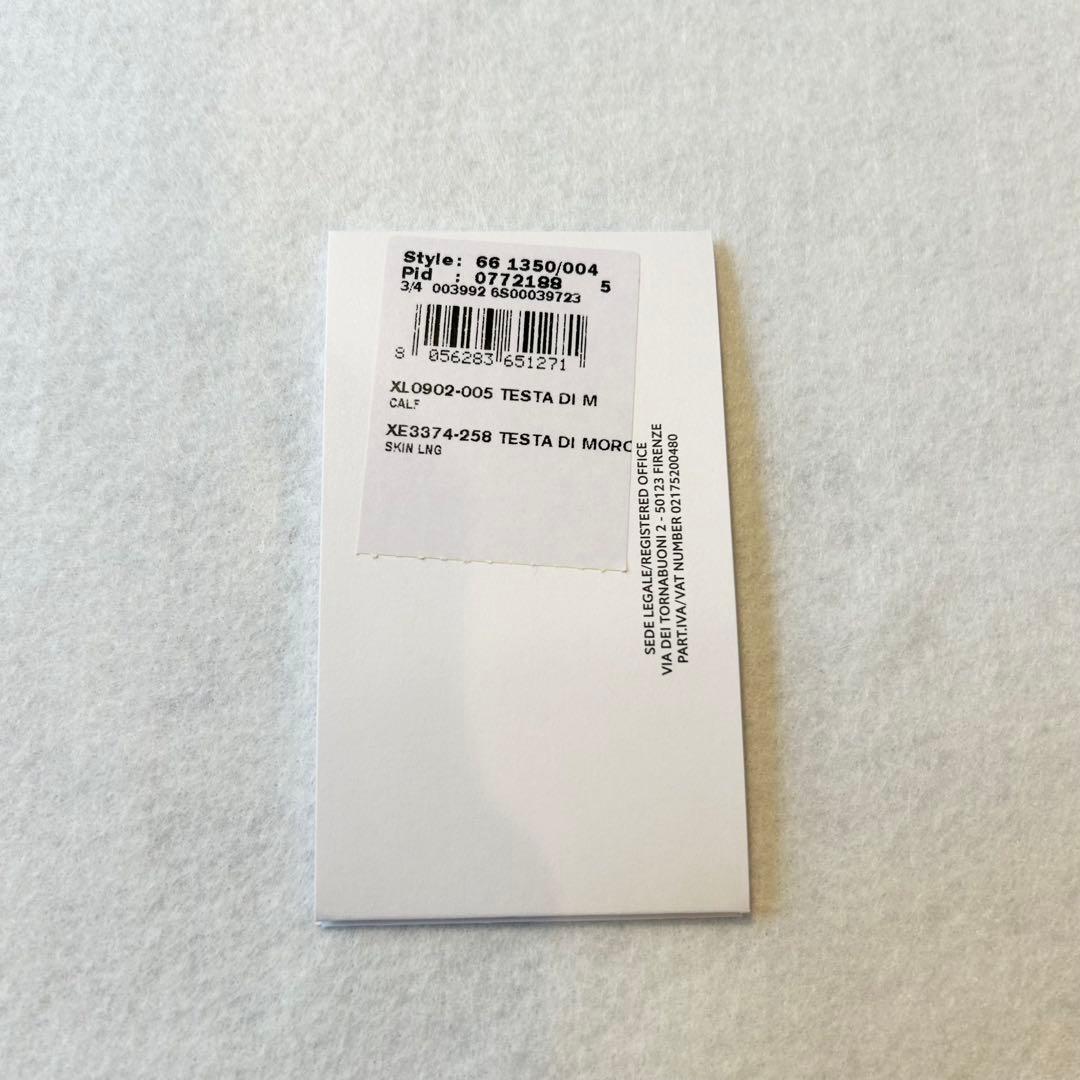 Style: 66 1350/004
Pid : 0772188 5
3/4 003992 6S00039723
8 056283 651271
XL0902-005 TESTA DI M
CALF
XE3374-258 TESTA DI MORO
SKIN LNG
SEDE LEGALE/REGISTERED OFFICE
VIA DEI TORNABUONI 2 - 50123 FIRENZE
PART.IVA/VAT NUMBER 02175200480